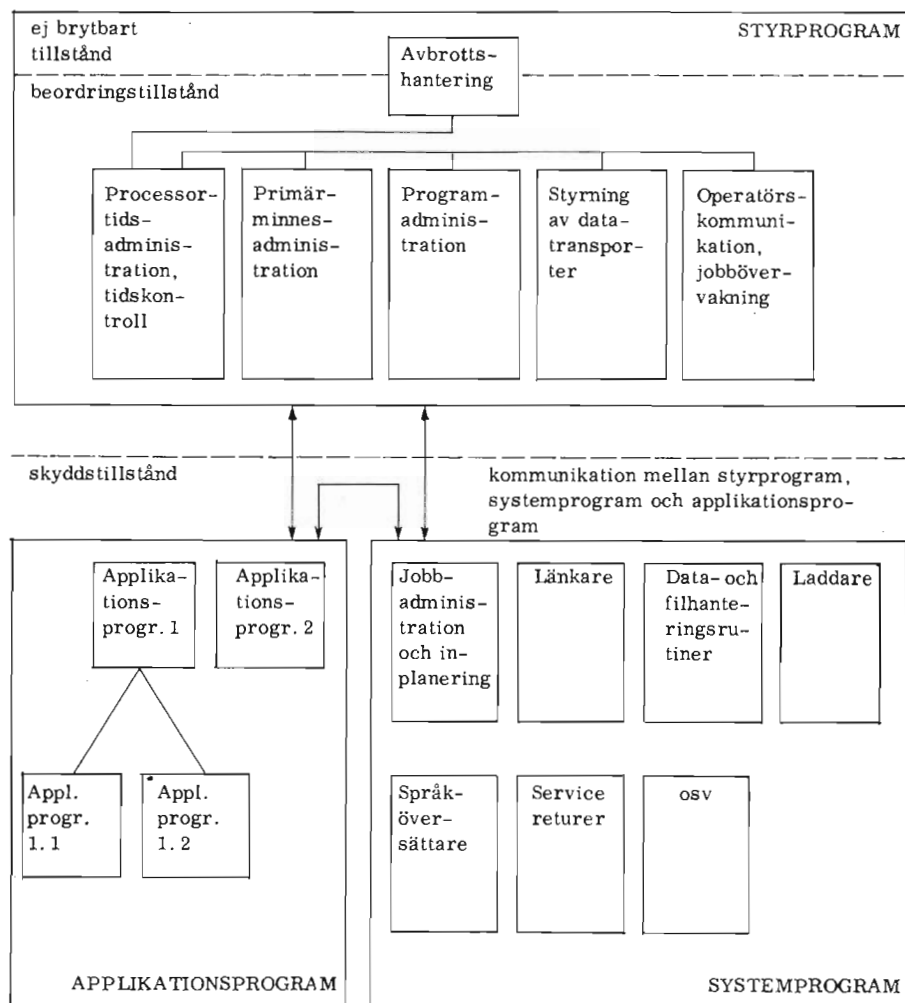 ej brytbart
tillstånd
STYRPROGRAM
Avbrotts-
hantering
beordringstillstånd
Processor-
tids-
adminis-
tration,
tidskon-
troll
Primär-
minnes-
adminis-
tration
Program-
adminis-
tration
Styrning
av data-
transpor-
ter
Operatörs-
kommuni-
kation,
jobböver-
vakning
skyddstillstånd
kommunikation mellan styrprogram,
systemprogram och applikationspro-
gram
Applika-
tions-
progr. 1
Applika-
tions-
progr. 2
Appl.
progr.
1.1
Appl.
progr.
1.2
APPLIKATIONSPROGRAM
Jobb-
adminis-
tration
och in-
planering
Länkare
Data- och
filhante-
ringsru-
tiner
Laddare
Språk-
över-
sättare
Service
returer
osv
SYSTEMPROGRAM